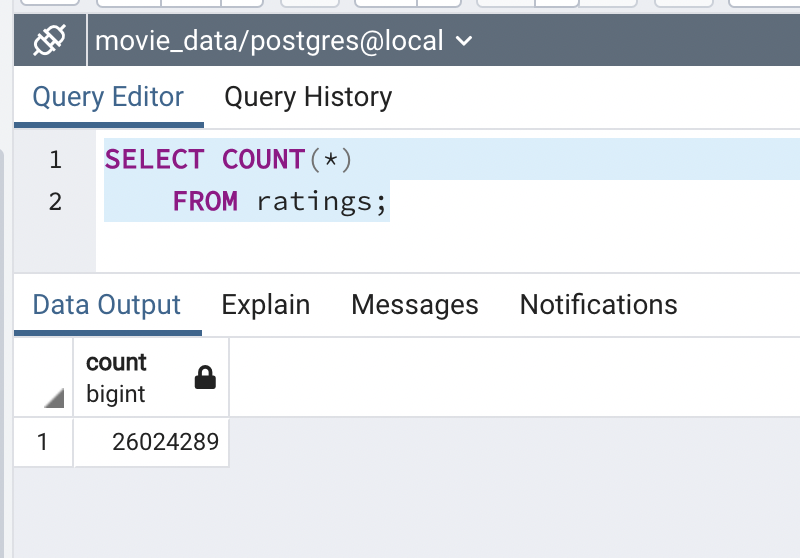 movie_data/postgres@local
Query Editor Query History
1 SELECT COUNT(*)
2 FROM ratings;
Data Output Explain Messages Notifications
count
bigint
1 26024289